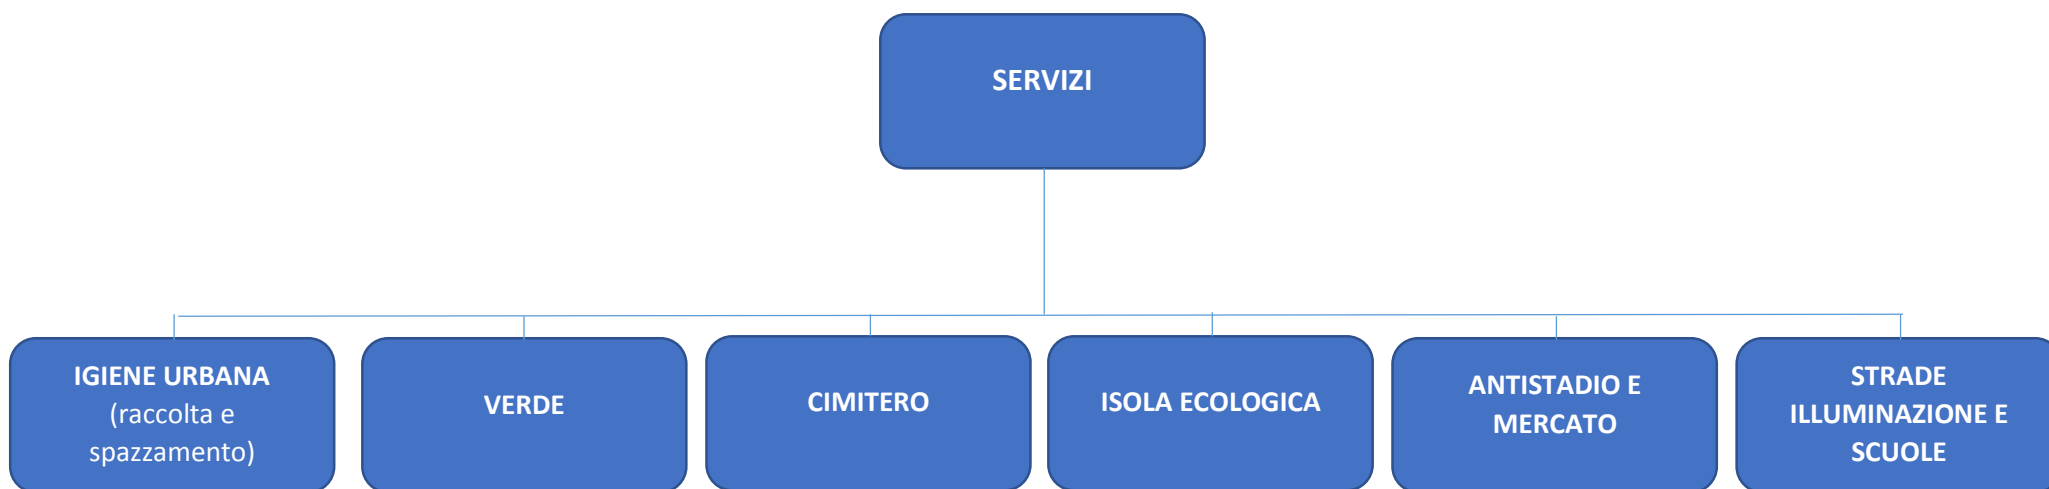 SERVIZI
IGIENE URBANA
(raccolta e
spazzamento)
VERDE
CIMITERO
ISOLA ECOLOGICA
ANTISTADIO E
MERCATO
STRADE
ILLUMINAZIONE E
SCUOLE